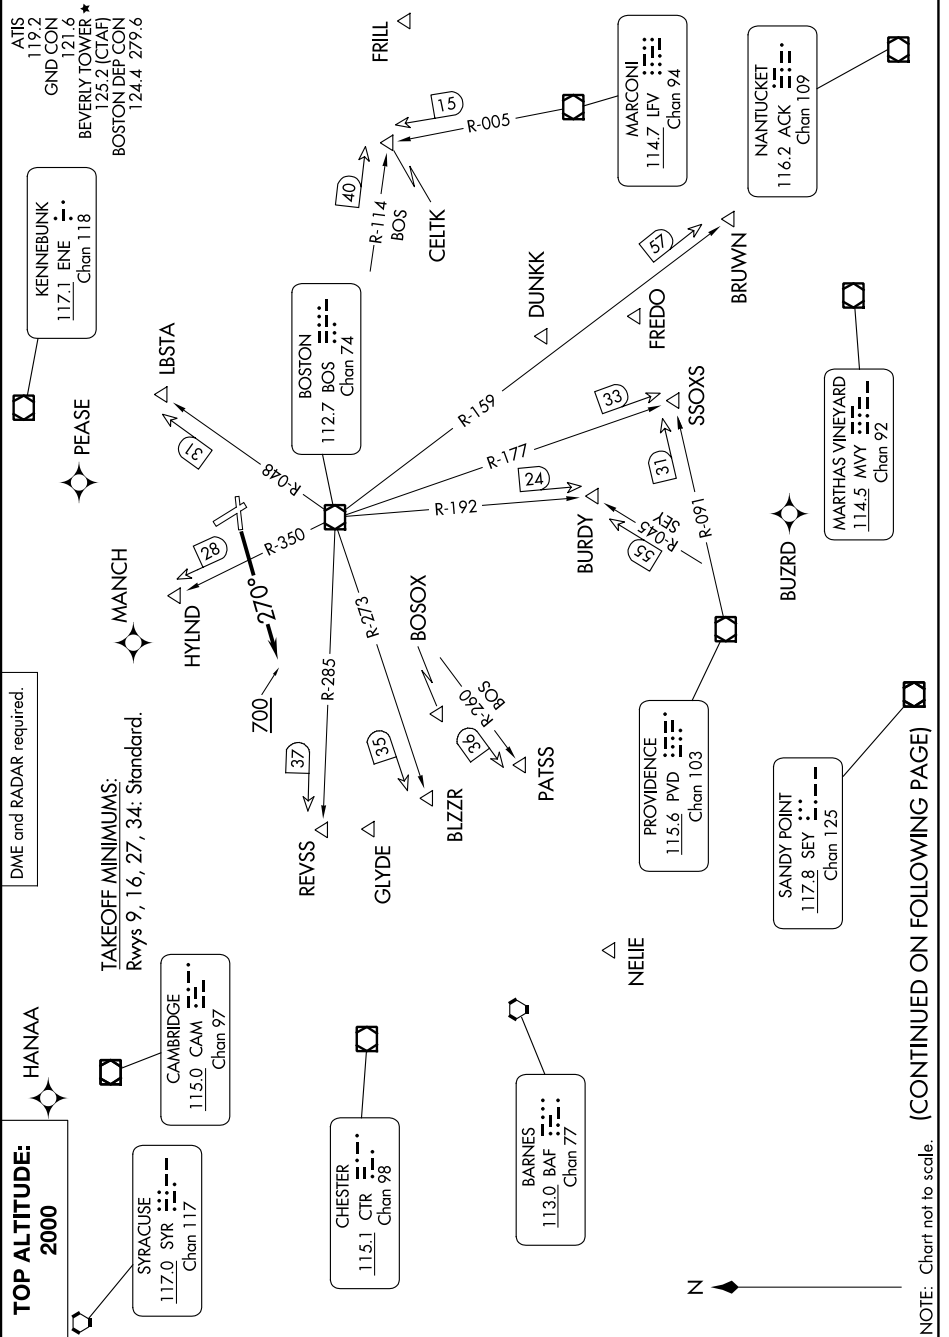 TOP ALTITUDE:
2000
HANAA
DME and RADAR required.
ATIS
119.2
GND CON
121.6
BEVERLY TOWER ★
125.2 (CTAF)
BOSTON DEP CON
124.4 279.6
TAKEOFF MINIMUMS:
Rwys 9, 16, 27, 34: Standard.
SYRACUSE
117.0 SYR
Chan 117
CAMBRIDGE
115.0 CAM
Chan 97
MANCH
PEASE
KENNEBUNK
117.1 ENE
Chan 118
HYLND
28
R-350
LBSTA
31
R-048
270°
700
CHESTER
115.1 CTR
Chan 98
REVSS
37
R-285
GLYDE
BLZZR
35
R-273
BOSOX
PATSS
36
R-260
BOS
BOSTON
112.7 BOS
Chan 74
40
R-114
BOS
CELTK
15
R-005
FRILL
BARNES
113.0 BAF
Chan 77
NELIE
BURDY
24
R-192
55
R-045
SEY
R-177
33
SSOXS
31
R-091
R-159
57
DUNKK
FREDO
BRUWN
MARCONI
114.7 LFV
Chan 94
NANTUCKET
116.2 ACK
Chan 109
PROVIDENCE
115.6 PVD
Chan 103
BUZRD
MARTHAS VINEYARD
114.5 MVY
Chan 92
SANDY POINT
117.8 SEY
Chan 125
N
NOTE: Chart not to scale.
(CONTINUED ON FOLLOWING PAGE)